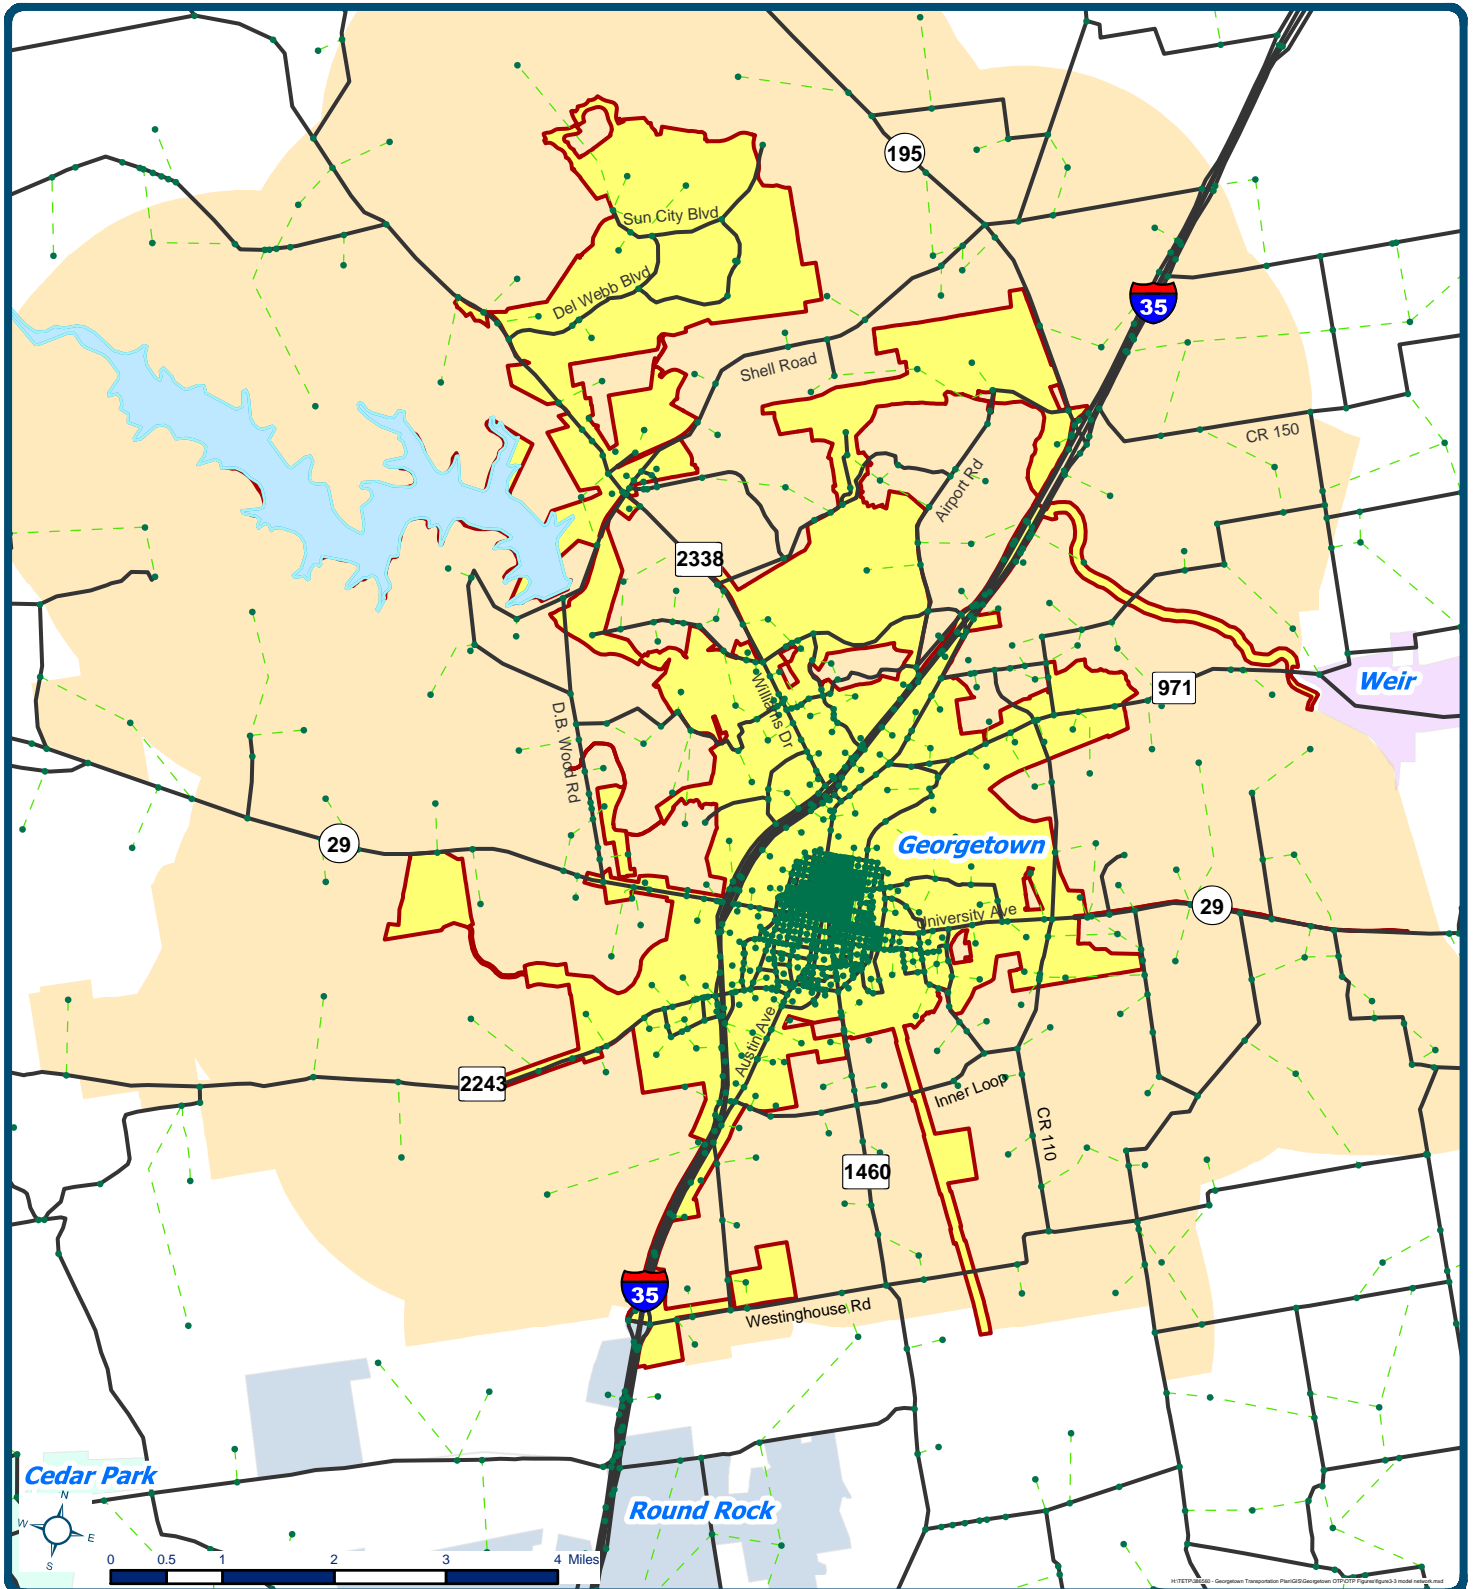 195
Sun City Blvd
Del Webb Blvd
35
Shell Road
CR 150
Airport Rd
2338
Weir
971
Williams Dr
D.B. Wood Rd
29
Georgetown
University Ave
29
Austin Ave
2243
Inner Loop
CR 110
1460
35
Westinghouse Rd
Cedar Park
Round Rock
N
W
E
S
0 0.5 1 2 3 4 Miles